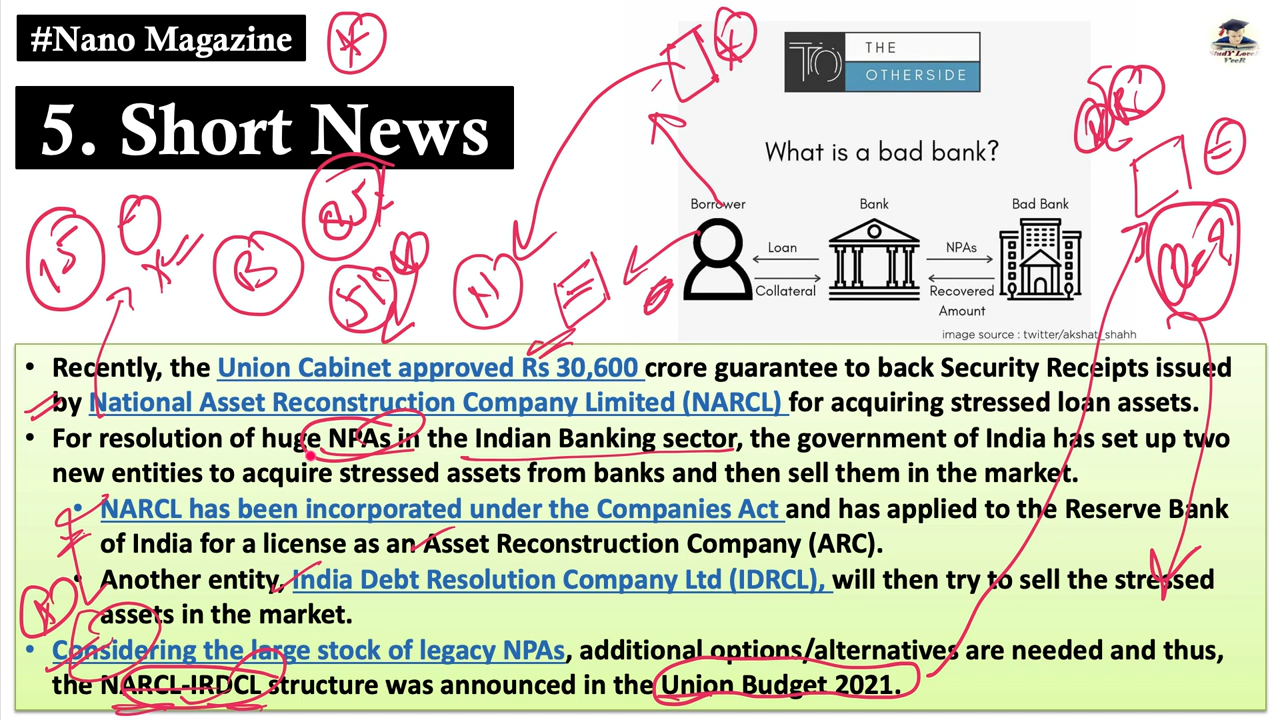 #Nano Magazine
5. Short News
THE
OTHERSIDE
StudY Lover
VeeR
What is a bad bank?
Borrower
Bank
Bad Bank
Loan
NPAs
Collateral
Recovered
Amount
image source : twitter/akshat_shahh
• Recently, the Union Cabinet approved Rs 30,600 crore guarantee to back Security Receipts issued
by National Asset Reconstruction Company Limited (NARCL) for acquiring stressed loan assets.
• For resolution of huge NPAs in the Indian Banking sector, the government of India has set up two
new entities to acquire stressed assets from banks and then sell them in the market.
• NARCL has been incorporated under the Companies Act and has applied to the Reserve Bank
of India for a license as an Asset Reconstruction Company (ARC).
• Another entity, India Debt Resolution Company Ltd (IDRCL), will then try to sell the stressed
assets in the market.
• Considering the large stock of legacy NPAs, additional options/alternatives are needed and thus,
the NARCL-IRDCL structure was announced in the Union Budget 2021.